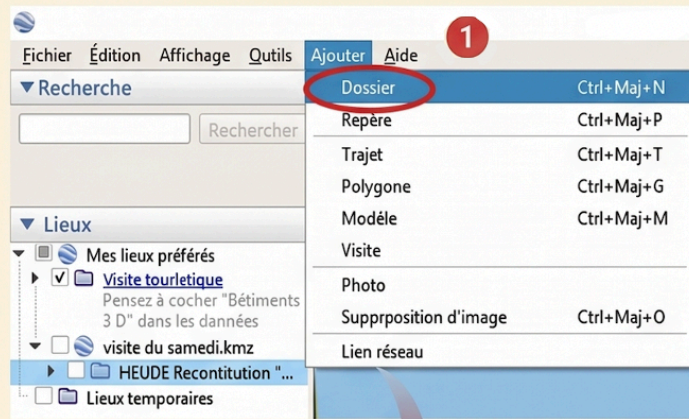 Fichier Édition Affichage Outils Ajouter Aide
1
Recherche
Rechercher
Dossier Ctrl+Maj+N
Repère Ctrl+Maj+P
Trajet Ctrl+Maj+T
Polygone Ctrl+Maj+G
Modéle Ctrl+Maj+M
Visite
Photo
Supprposition d'image Ctrl+Maj+O
Lien réseau
Lieux
Mes lieux préférés
Visite tourletique
Pensez à cocher "Bétiments
3 D" dans les dannées
visite du samedi.kmz
HEUDE Recontitution "...
Lieux temporaires